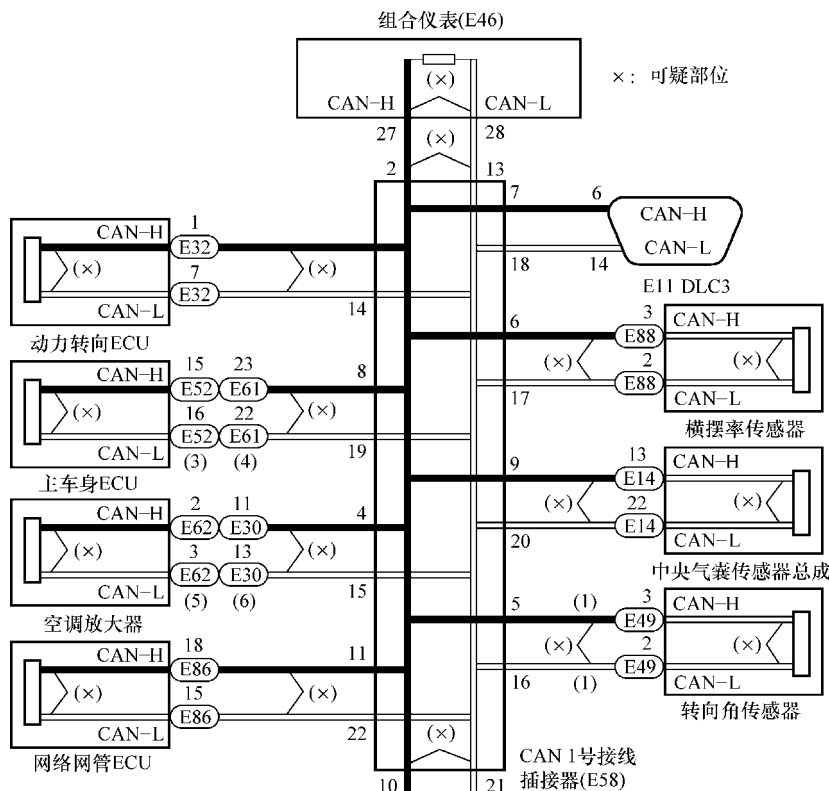 组合仪表(E46)
(×)
×：可疑部位
CAN-H
CAN-L
27
28
(×)
2
13
7
6
CAN-H
CAN-L
18
14
E11 DLC3
CAN-H
1
E32
(×)
(×)
7
E32
CAN-L
14
动力转向ECU
6
3
CAN-H
E88
(×)
(×)
2
E88
17
CAN-L
横摆率传感器
CAN-H
15
23
8
E52
E61
(×)
(×)
16
22
E52
E61
CAN-L
(3)
(4)
19
主车身ECU
9
13
CAN-H
E14
(×)
(×)
22
E14
20
CAN-L
中央气囊传感器总成
CAN-H
2
11
4
E62
E30
(×)
(×)
3
13
E62
E30
CAN-L
(5)
(6)
15
空调放大器
5
(1)
3
CAN-H
E49
(×)
(×)
2
E49
16
(1)
CAN-L
转向角传感器
CAN-H
18
11
E86
(×)
(×)
15
E86
CAN-L
22
网络网管ECU
(×)
10
21
CAN 1号接线
插接器(E58)